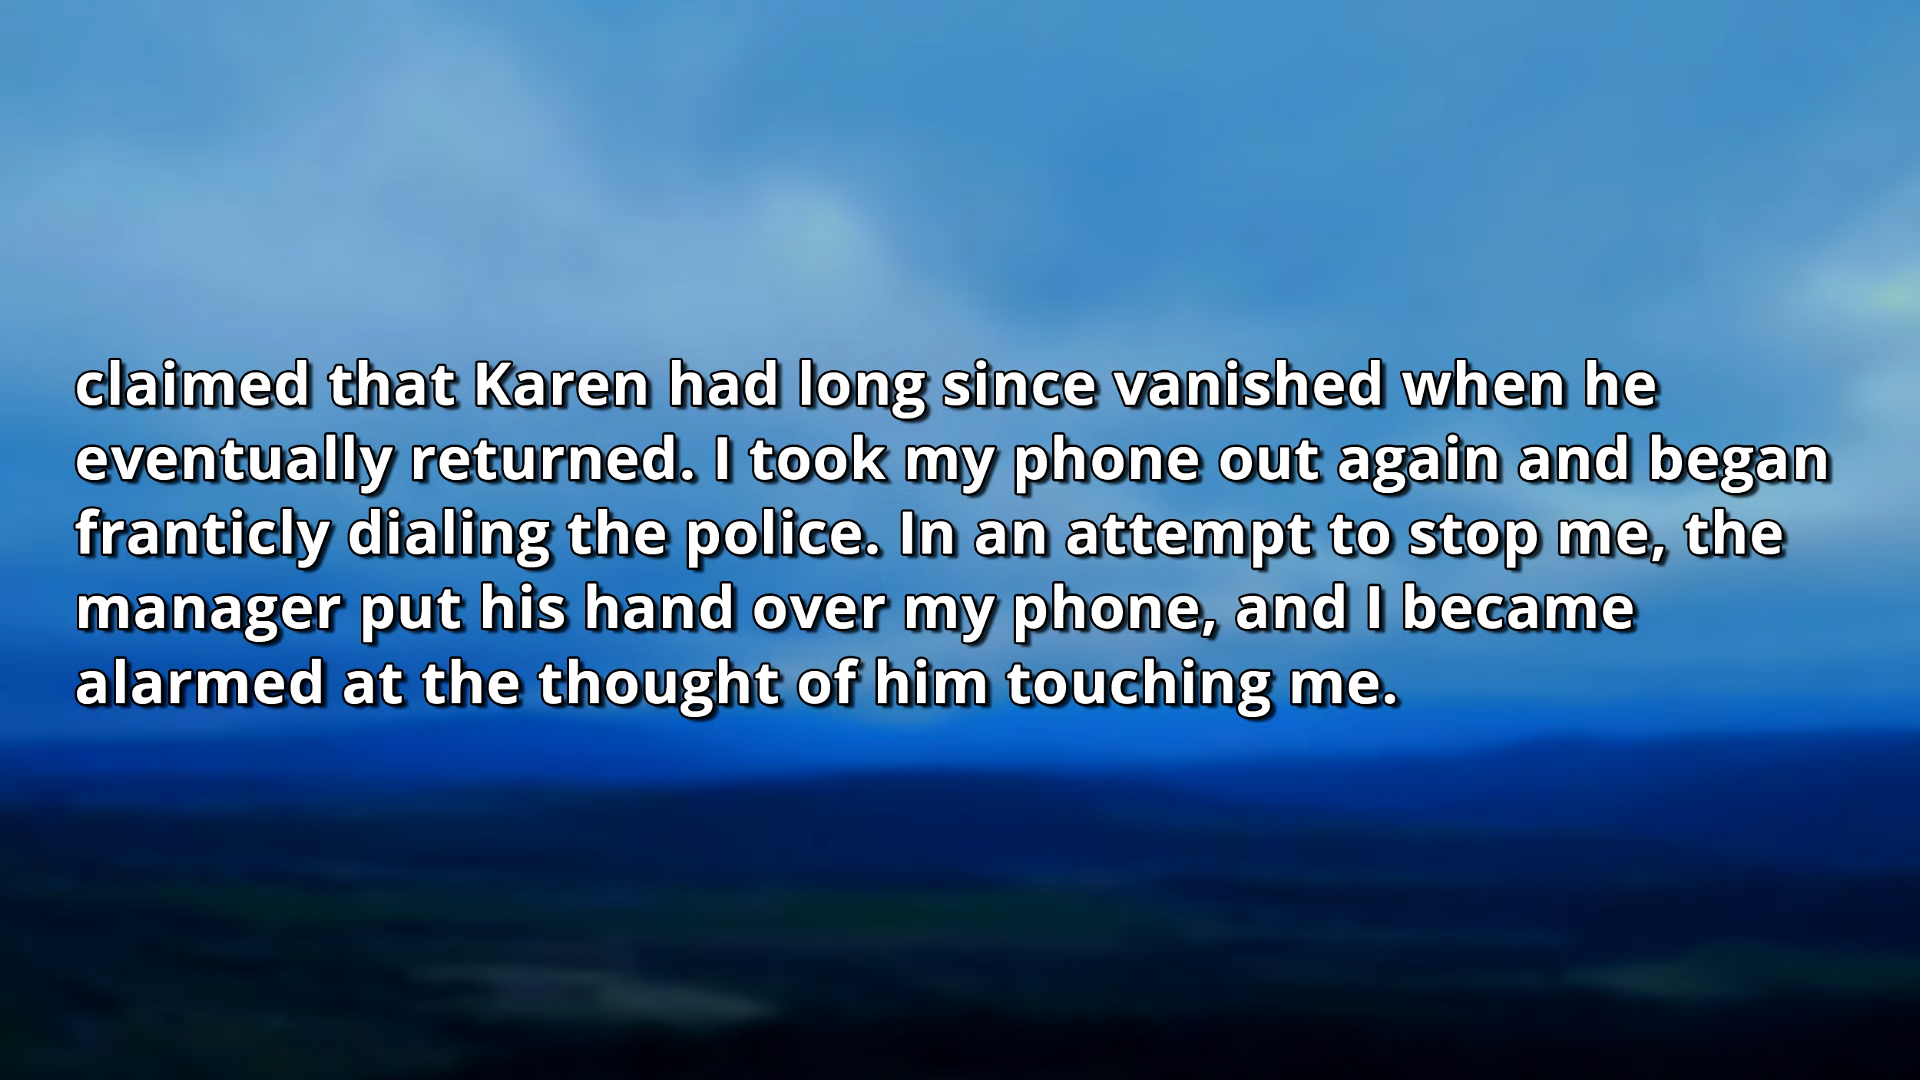 claimed that Karen had long since vanished when he
eventually returned. I took my phone out again and began
franticly dialing the police. In an attempt to stop me, the
manager put his hand over my phone, and I became
alarmed at the thought of him touching me.